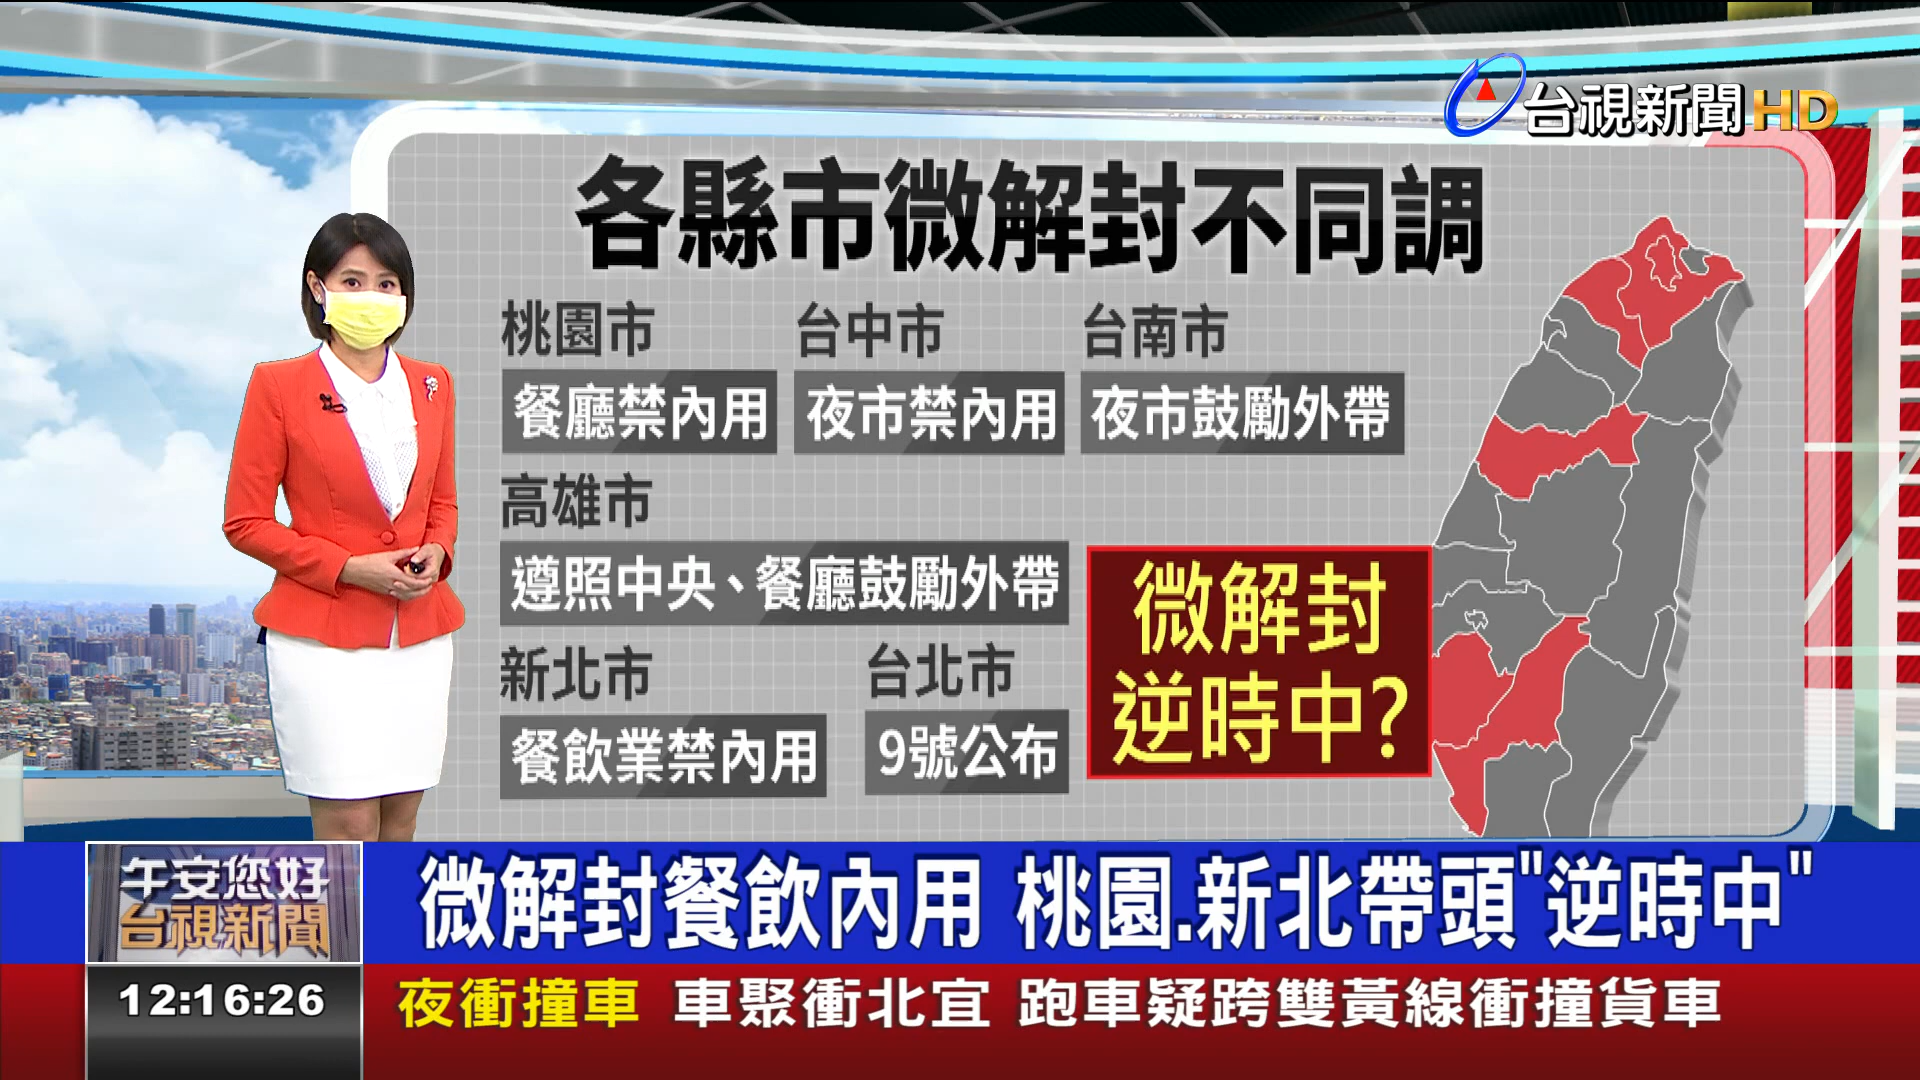 台視新聞HD
各縣市微解封不同調
桃園市 台中市 台南市
餐廳禁內用 夜市禁內用 夜市鼓勵外帶
高雄市
遵照中央、餐廳鼓勵外帶
新北市 台北市
餐飲業禁內用 9號公布
微解封
逆時中?
午安您好
台視新聞
微解封餐飲內用 桃園.新北帶頭"逆時中"
12:16:26
夜衝撞車 車聚衝北宜 跑車疑跨雙黃線衝撞貨車